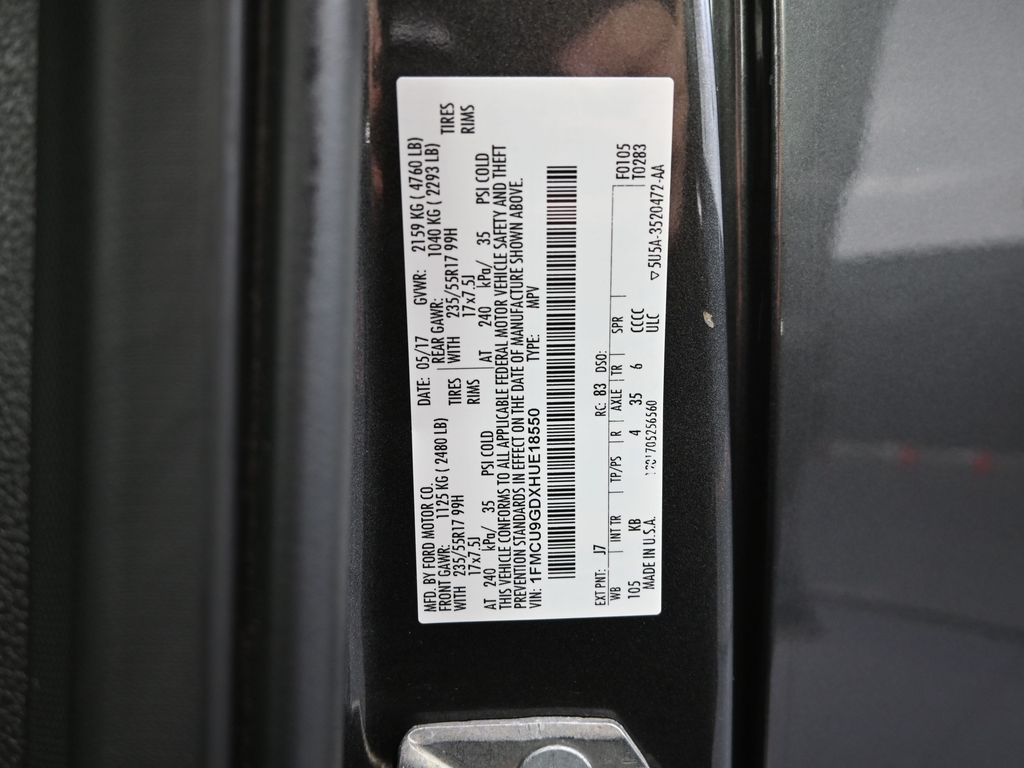 MFD. BY FORD MOTOR CO. DATE: 05/17 GVWR: 2159 KG ( 4760 LB)
FRONT GAWR: 1125 KG ( 2480 LB) REAR GAWR: 1040 KG ( 2293 LB)
WITH 235/55R17 99H TIRES WITH 235/55R17 99H TIRES
17x7.5J RIMS 17x7.5J RIMS
AT 240 kPa/ 35 PSI COLD AT 240 kPa/ 35 PSI COLD
THIS VEHICLE CONFORMS TO ALL APPLICABLE FEDERAL MOTOR VEHICLE SAFETY AND THEFT
PREVENTION STANDARDS IN EFFECT ON THE DATE OF MANUFACTURE SHOWN ABOVE.
VIN: 1FMCU9GDXHUE18550 TYPE: MPV
EXT PNT: J7 RC: 83 DSO: F0105
WB INT TR TP/PS R AXLE TR SPR T0283
105 KB 4 35 6 CCCC
MADE IN U.S.A. ULC ▽5U5A-3520472-AA